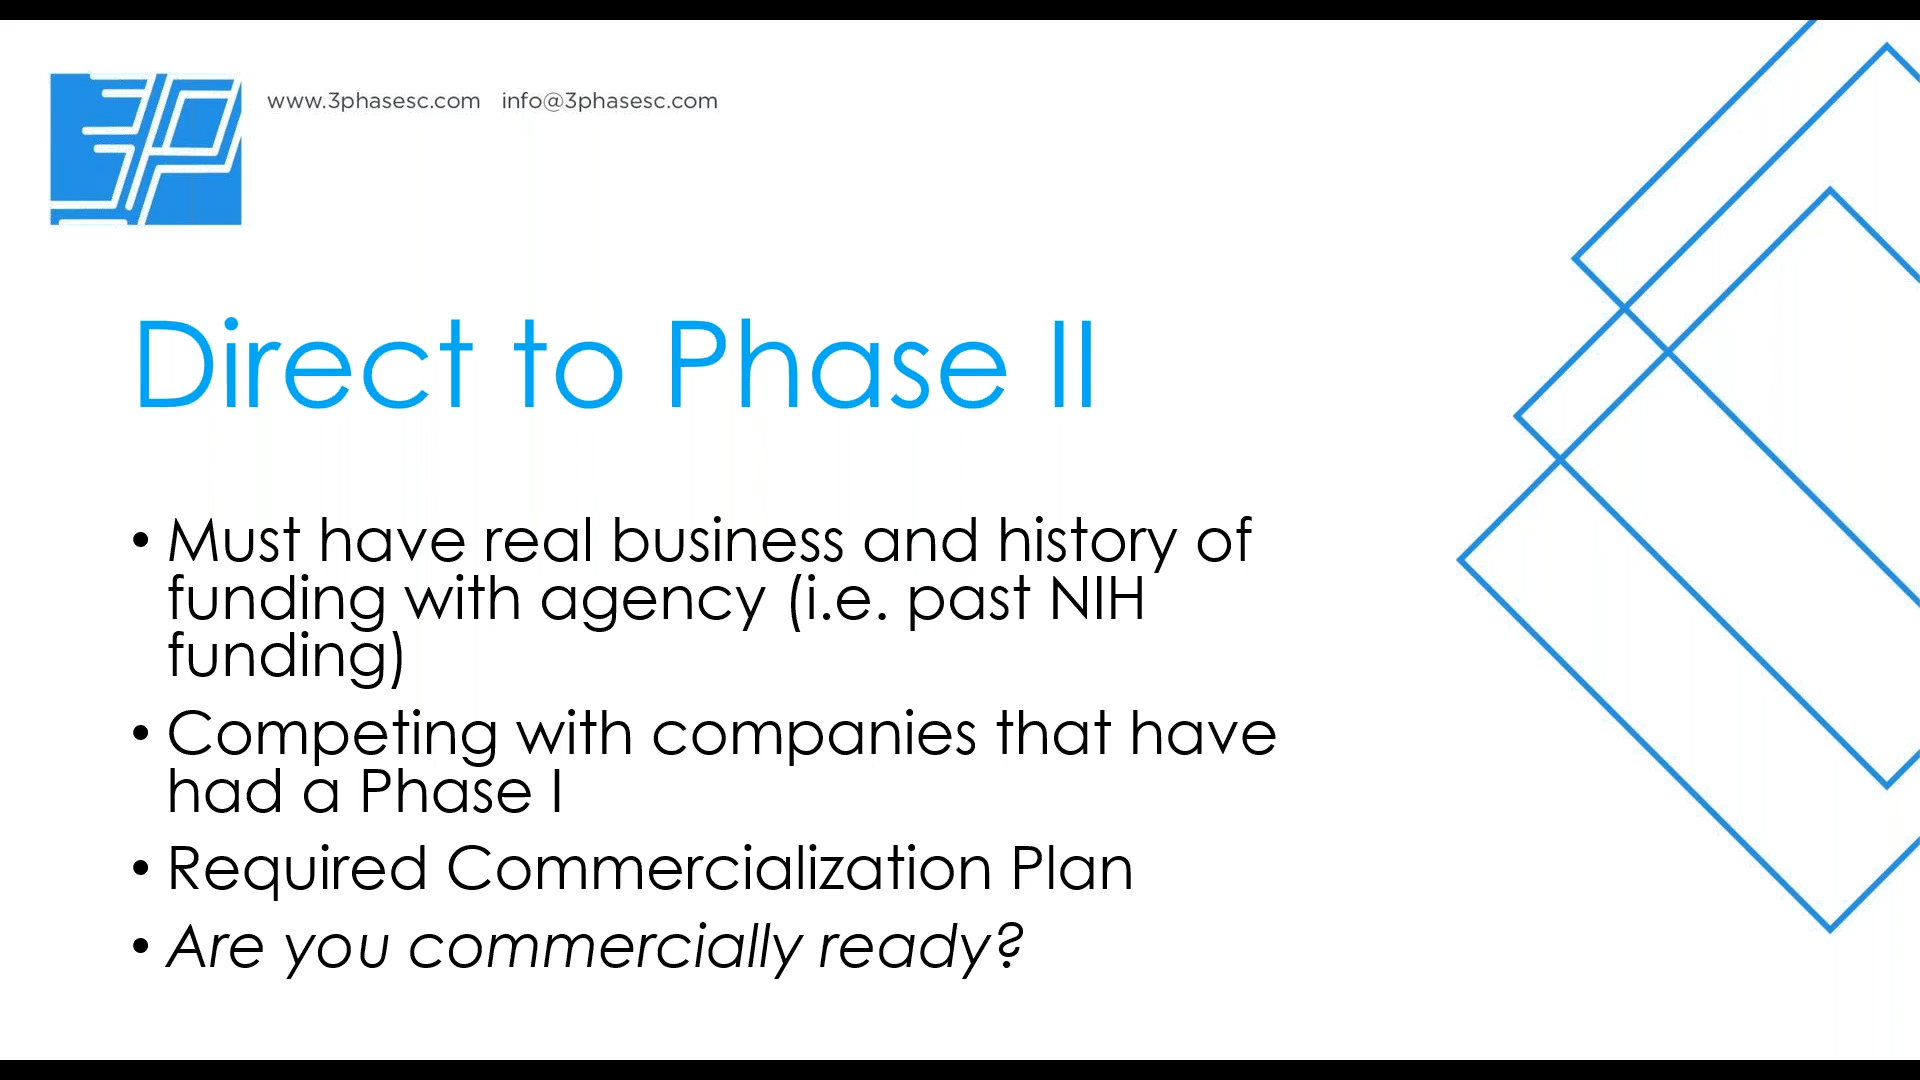 3P
www.3phasesc.com info@3phasesc.com
Direct to Phase II
• Must have real business and history of
funding with agency (i.e. past NIH
funding)
• Competing with companies that have
had a Phase I
• Required Commercialization Plan
• Are you commercially ready?